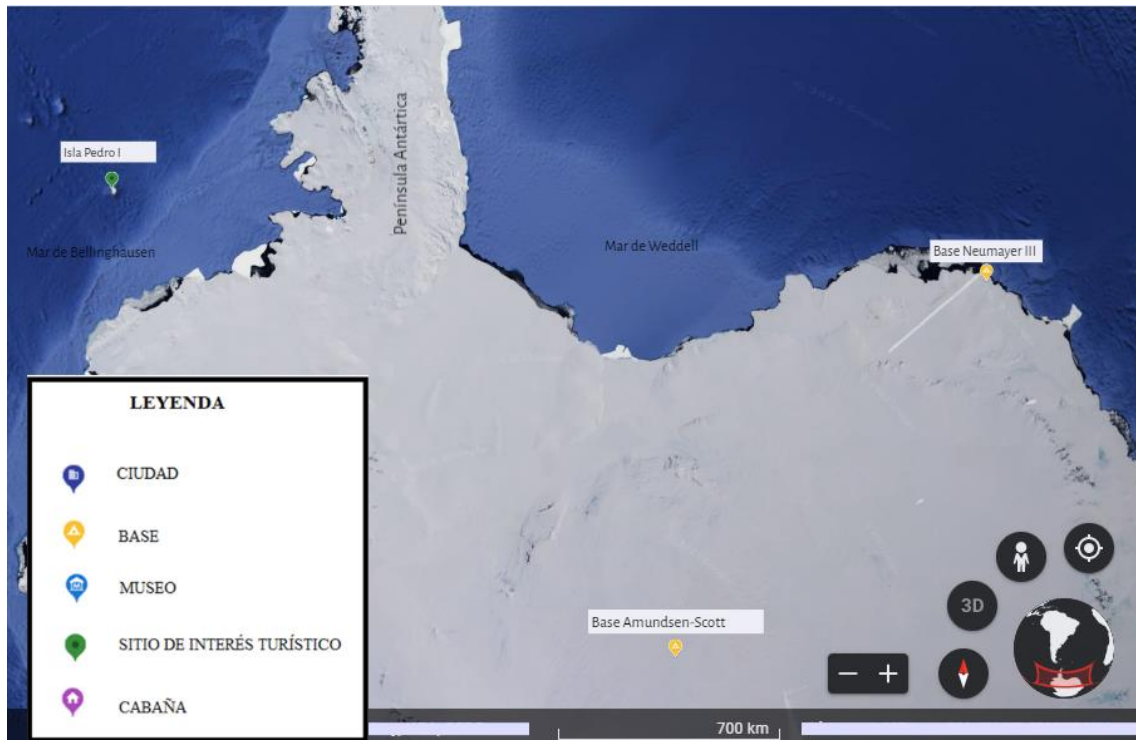 Isla Pedro I
Península Antártica
Mar de Bellinghausen
Mar de Weddell
Base Neumayer III
LEYENDA
CIUDAD
BASE
MUSEO
SITIO DE INTERÉS TURÍSTICO
CABAÑA
Base Amundsen-Scott
3D
700 km